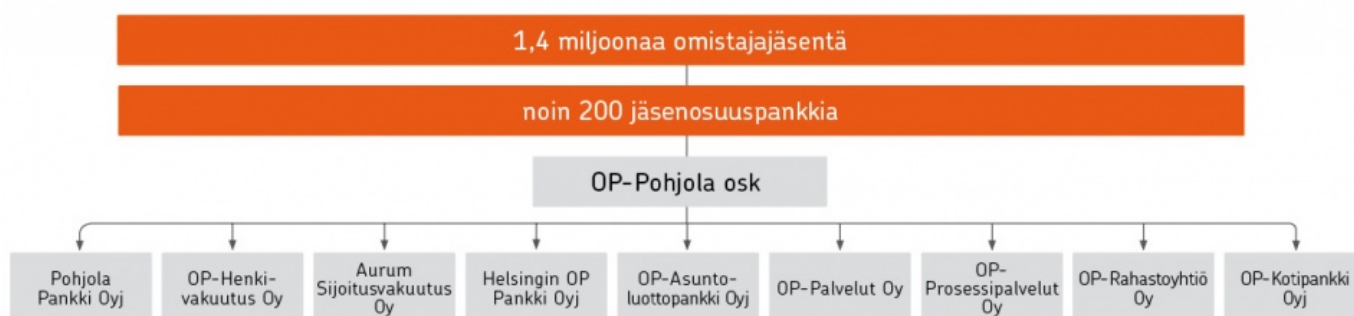 1,4 miljoonaa omistajajäsentä
noin 200 jäsenosuuspankkia
OP-Pohjola osk
Pohjola
Pankki Oyj
OP-Henki-
vakuutus Oy
Aurum
Sijoitusvakuutus
Oy
Helsingin OP
Pankki Oyj
OP-Asunto-
luottopankki Oyj
OP-Palvelut Oy
OP-
Prosessipalvelut
Oy
OP-Rahastoyhtiö
Oy
OP-Kotipankki
Oyj